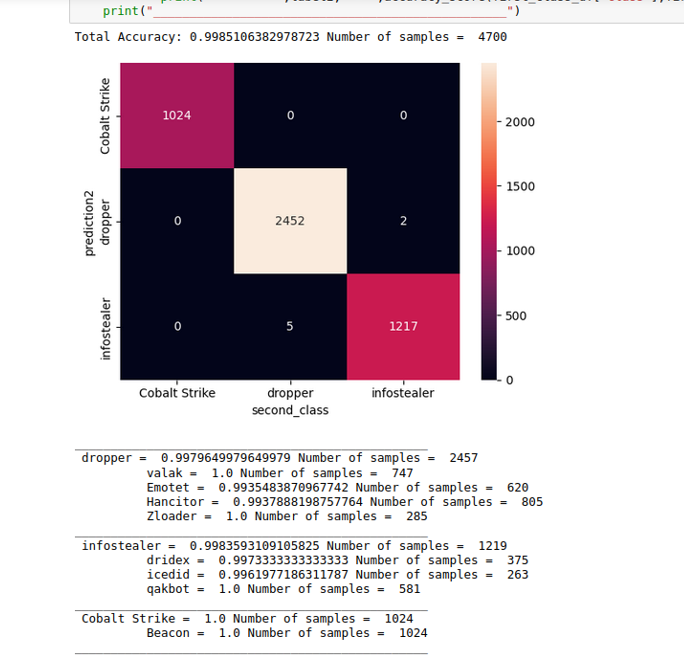 print("
")
Total Accuracy: 0.9985106382978723 Number of samples = 4700
Cobalt Strike
1024
0
0
prediction2
dropper
0
2452
2
infostealer
0
5
1217
Cobalt Strike
dropper
infostealer
second_class
2000
1500
1000
500
0
dropper = 0.9979649979649979 Number of samples = 2457
valak = 1.0 Number of samples = 747
Emotet = 0.9935483870967742 Number of samples = 620
Hancitor = 0.9937888198757764 Number of samples = 805
Zloader = 1.0 Number of samples = 285
infostealer = 0.9983593109105825 Number of samples = 1219
dridex = 0.9973333333333333 Number of samples = 375
icedid = 0.9961977186311787 Number of samples = 263
qakbot = 1.0 Number of samples = 581
Cobalt Strike = 1.0 Number of samples = 1024
Beacon = 1.0 Number of samples = 1024